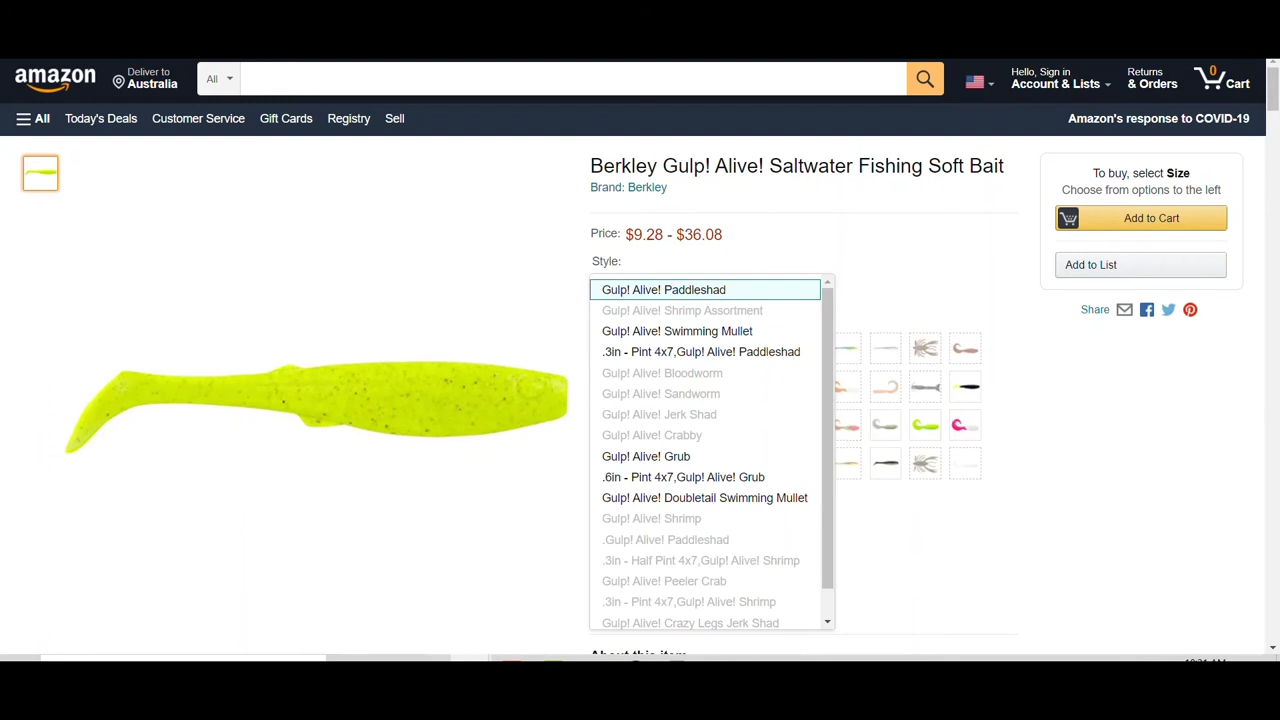 amazon
Deliver to
Australia
All
Hello, Sign in
Account & Lists
Returns
& Orders
0
Cart
All
Today's Deals
Customer Service
Gift Cards
Registry
Sell
Amazon's response to COVID-19
Berkley Gulp! Alive! Saltwater Fishing Soft Bait
Brand: Berkley
Price: $9.28 - $36.08
Style:
Gulp! Alive! Paddleshad
Gulp! Alive! Shrimp Assortment
Gulp! Alive! Swimming Mullet
.3in - Pint 4x7,Gulp! Alive! Paddleshad
Gulp! Alive! Bloodworm
Gulp! Alive! Sandworm
Gulp! Alive! Jerk Shad
Gulp! Alive! Crabby
Gulp! Alive! Grub
.6in - Pint 4x7,Gulp! Alive! Grub
Gulp! Alive! Doubletail Swimming Mullet
Gulp! Alive! Shrimp
.Gulp! Alive! Paddleshad
.3in - Half Pint 4x7,Gulp! Alive! Shrimp
Gulp! Alive! Peeler Crab
.3in - Pint 4x7,Gulp! Alive! Shrimp
Gulp! Alive! Crazy Legs Jerk Shad
About this item
To buy, select Size
Choose from options to the left
Add to Cart
Add to List
Share